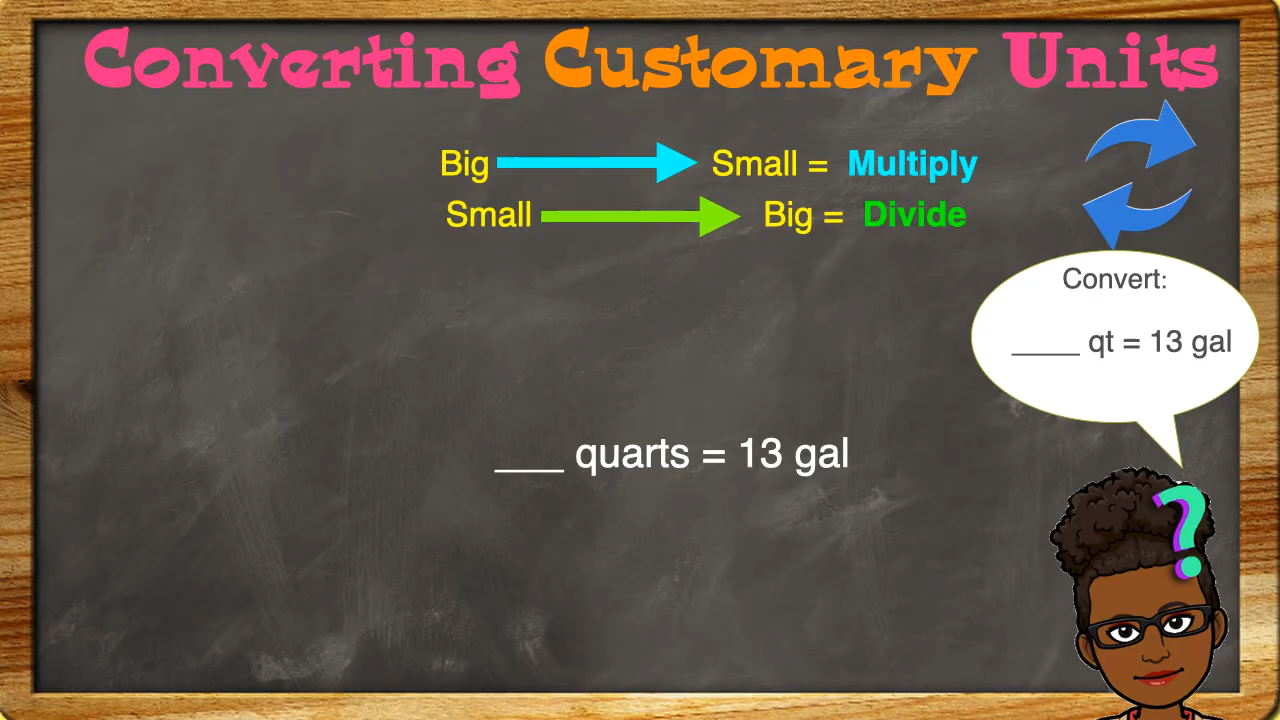 Converting Customary Units
Big Small = Multiply
Small Big = Divide
Convert:
____ qt = 13 gal
___ quarts = 13 gal
?